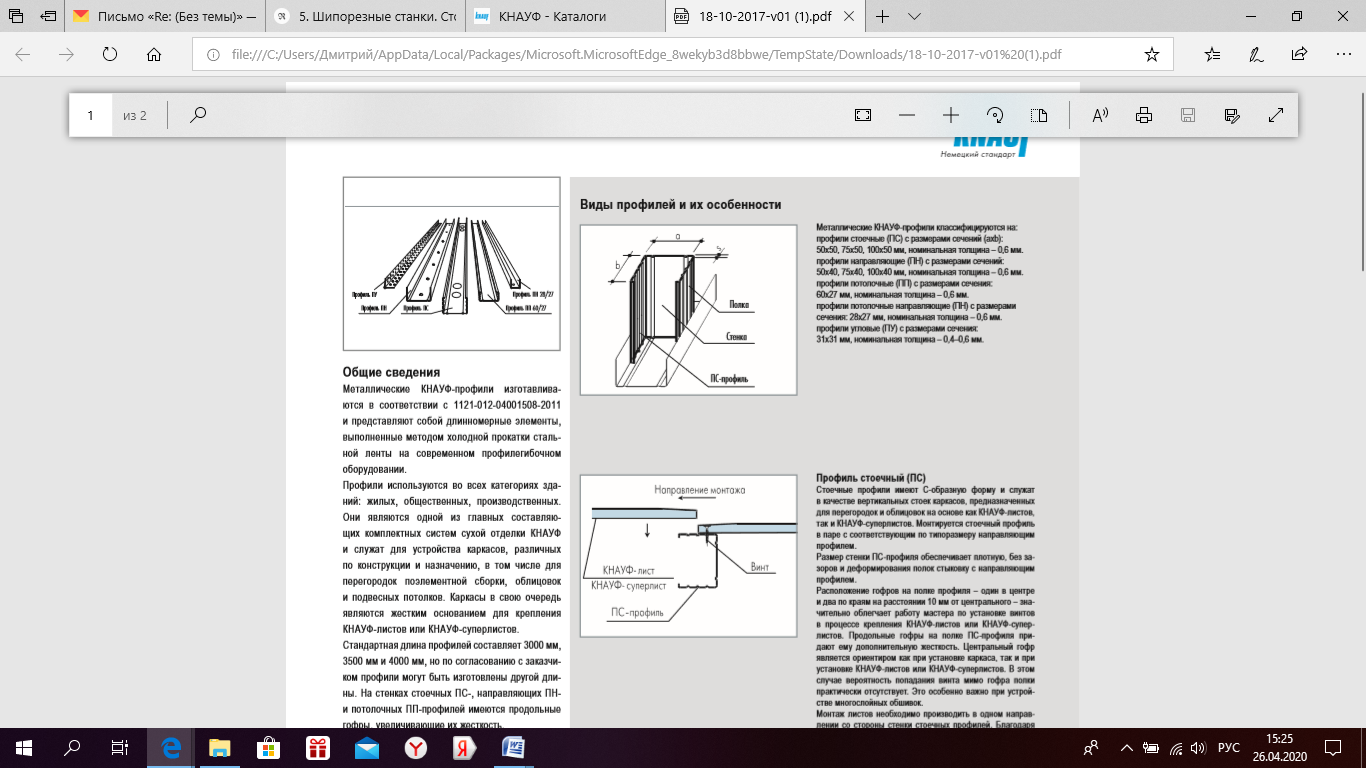 Письмо «Re: (Без темы)» —
5. Шипорезные станки. Сто
КНАУФ - Каталоги
18-10-2017-v01 (1).pdf
file:///C:/Users/Дмитрий/AppData/Local/Packages/Microsoft.MicrosoftEdge_8wekyb3d8bbwe/TempState/Downloads/18-10-2017-v01%20(1).pdf
1 из 2
KNAUF
Немецкий стандарт
Профиль ПУ
Профиль ПН
Профиль ПС
Профиль ПН 28/27
Профиль ПП 60/27
Общие сведения
Металлические КНАУФ-профили изготавлива-
ются в соответствии с 1121-012-04001508-2011
и представляют собой длинномерные элементы,
выполненные методом холодной прокатки сталь-
ной ленты на современном профилегибочном
оборудовании.
Профили используются во всех категориях зда-
ний: жилых, общественных, производственных.
Они являются одной из главных составляю-
щих комплектных систем сухой отделки КНАУФ
и служат для устройства каркасов, различных
по конструкции и назначению, в том числе для
перегородок поэлементной сборки, облицовок
и подвесных потолков. Каркасы в свою очередь
являются жестким основанием для крепления
КНАУФ-листов или КНАУФ-суперлистов.
Стандартная длина профилей составляет 3000 мм,
3500 мм и 4000 мм, но по согласованию с заказчи-
ком профили могут быть изготовлены другой дли-
ны. На стенках стоечных ПС-, направляющих ПН-
и потолочных ПП-профилей имеются продольные
гофры, увеличивающие их жесткость.
Виды профилей и их особенности
a
b
s
Полка
Стенка
ПС-профиль
Металлические КНАУФ-профили классифицируются на:
профили стоечные (ПС) с размерами сечений (axb):
50x50, 75x50, 100x50 мм, номинальная толщина – 0,6 мм.
профили направляющие (ПН) с размерами сечений:
50x40, 75x40, 100x40 мм, номинальная толщина – 0,6 мм.
профили потолочные (ПП) с размерами сечения:
60x27 мм, номинальная толщина – 0,6 мм.
профили потолочные направляющие (ПН) с размерами
сечения: 28x27 мм, номинальная толщина – 0,6 мм.
профили угловые (ПУ) с размерами сечения:
31x31 мм, номинальная толщина – 0,4–0,6 мм.
Направление монтажа
КНАУФ- лист
КНАУФ- суперлист
Винт
ПС-профиль
Профиль стоечный (ПС)
Стоечные профили имеют С-образную форму и служат
в качестве вертикальных стоек каркасов, предназначенных
для перегородок и облицовок на основе как КНАУФ-листов,
так и КНАУФ-суперлистов. Монтируется стоечный профиль
в паре с соответствующим по типоразмеру направляющим
профилем.
Размер стенки ПС-профиля обеспечивает плотную, без за-
зоров и деформирования полок стыковку с направляющим
профилем.
Расположение гофров на полке профиля – один в центре
и два по краям на расстоянии 10 мм от центрального – зна-
чительно облегчает работу мастера по установке винтов
в процессе крепления КНАУФ-листов или КНАУФ-супер-
листов. Продольные гофры на полке ПС-профиля при-
дают ему дополнительную жесткость. Центральный гофр
является ориентиром как при установке каркаса, так и при
установке КНАУФ-листов или КНАУФ-суперлистов. В этом
случае вероятность попадания винта мимо гофра полки
практически отсутствует. Это особенно важно при устрой-
стве многослойных обшивок.
Монтаж листов необходимо производить в одном направ-
лении со стороны стенки стоечных профилей. Благодаря
РУС
15:25
26.04.2020